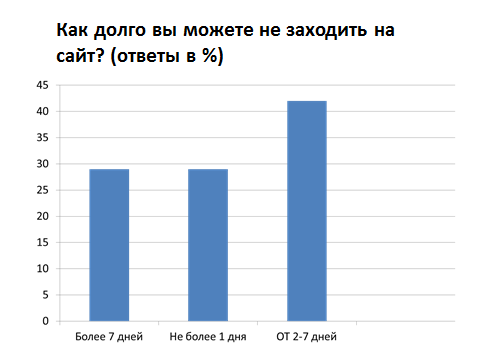 Как долго вы можете не заходить на
сайт? (ответы в %)
45
40
35
30
25
20
15
10
5
0
Более 7 дней
Не более 1 дня
ОТ 2-7 дней